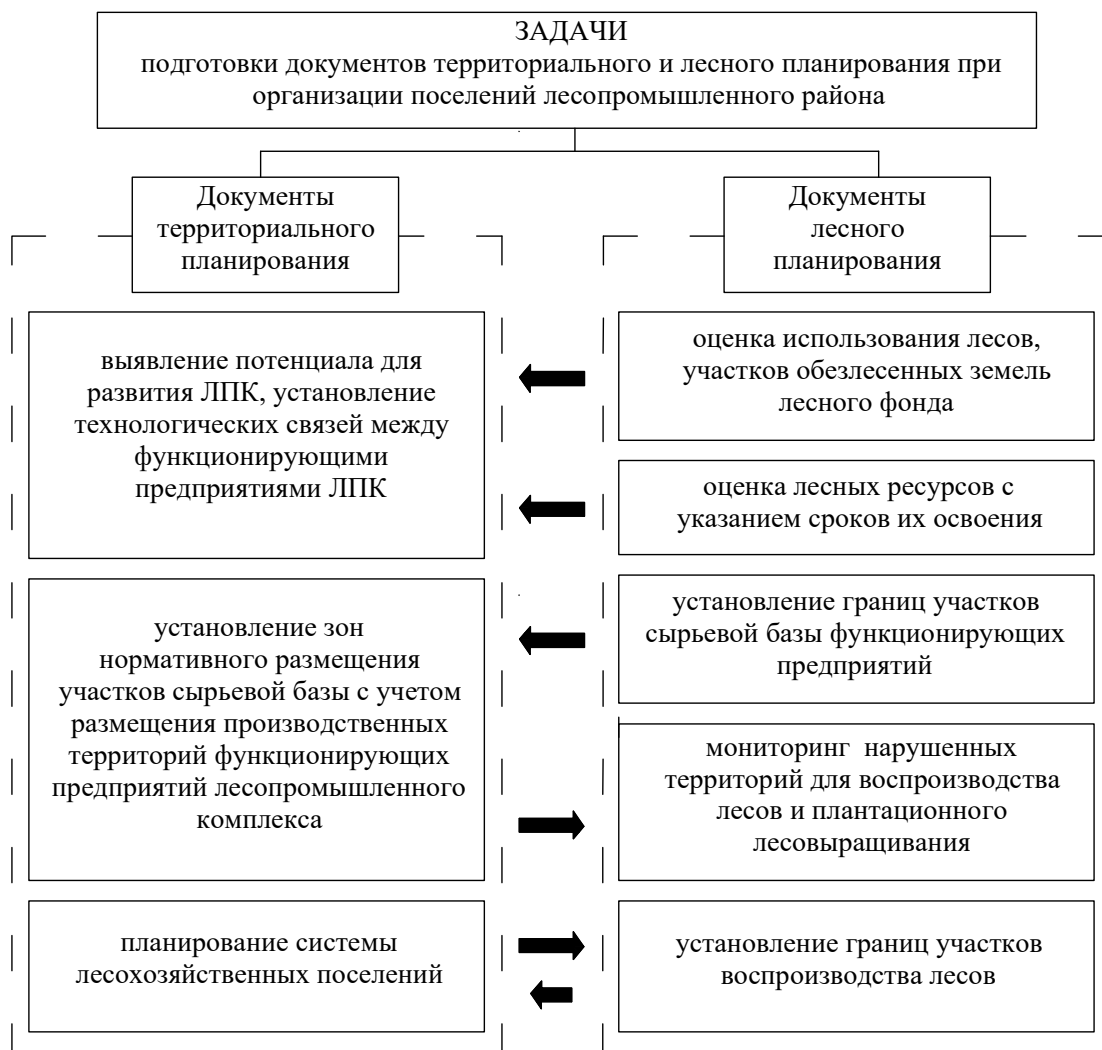 ЗАДАЧИ
подготовки документов территориального и лесного планирования при
организации поселений лесопромышленного района
Документы
территориального
планирования
Документы
лесного
планирования
выявление потенциала для
развития ЛПК, установление
технологических связей между
функционирующими
предприятиями ЛПК
оценка использования лесов,
участков обезлесенных земель
лесного фонда
оценка лесных ресурсов с
указанием сроков их освоения
установление зон
нормативного размещения
участков сырьевой базы с учетом
размещения производственных
территорий функционирующих
предприятий лесопромышленного
комплекса
установление границ участков
сырьевой базы функционирующих
предприятий
мониторинг нарушенных
территорий для воспроизводства
лесов и плантационного
лесовыращивания
планирование системы
лесохозяйственных поселений
установление границ участков
воспроизводства лесов